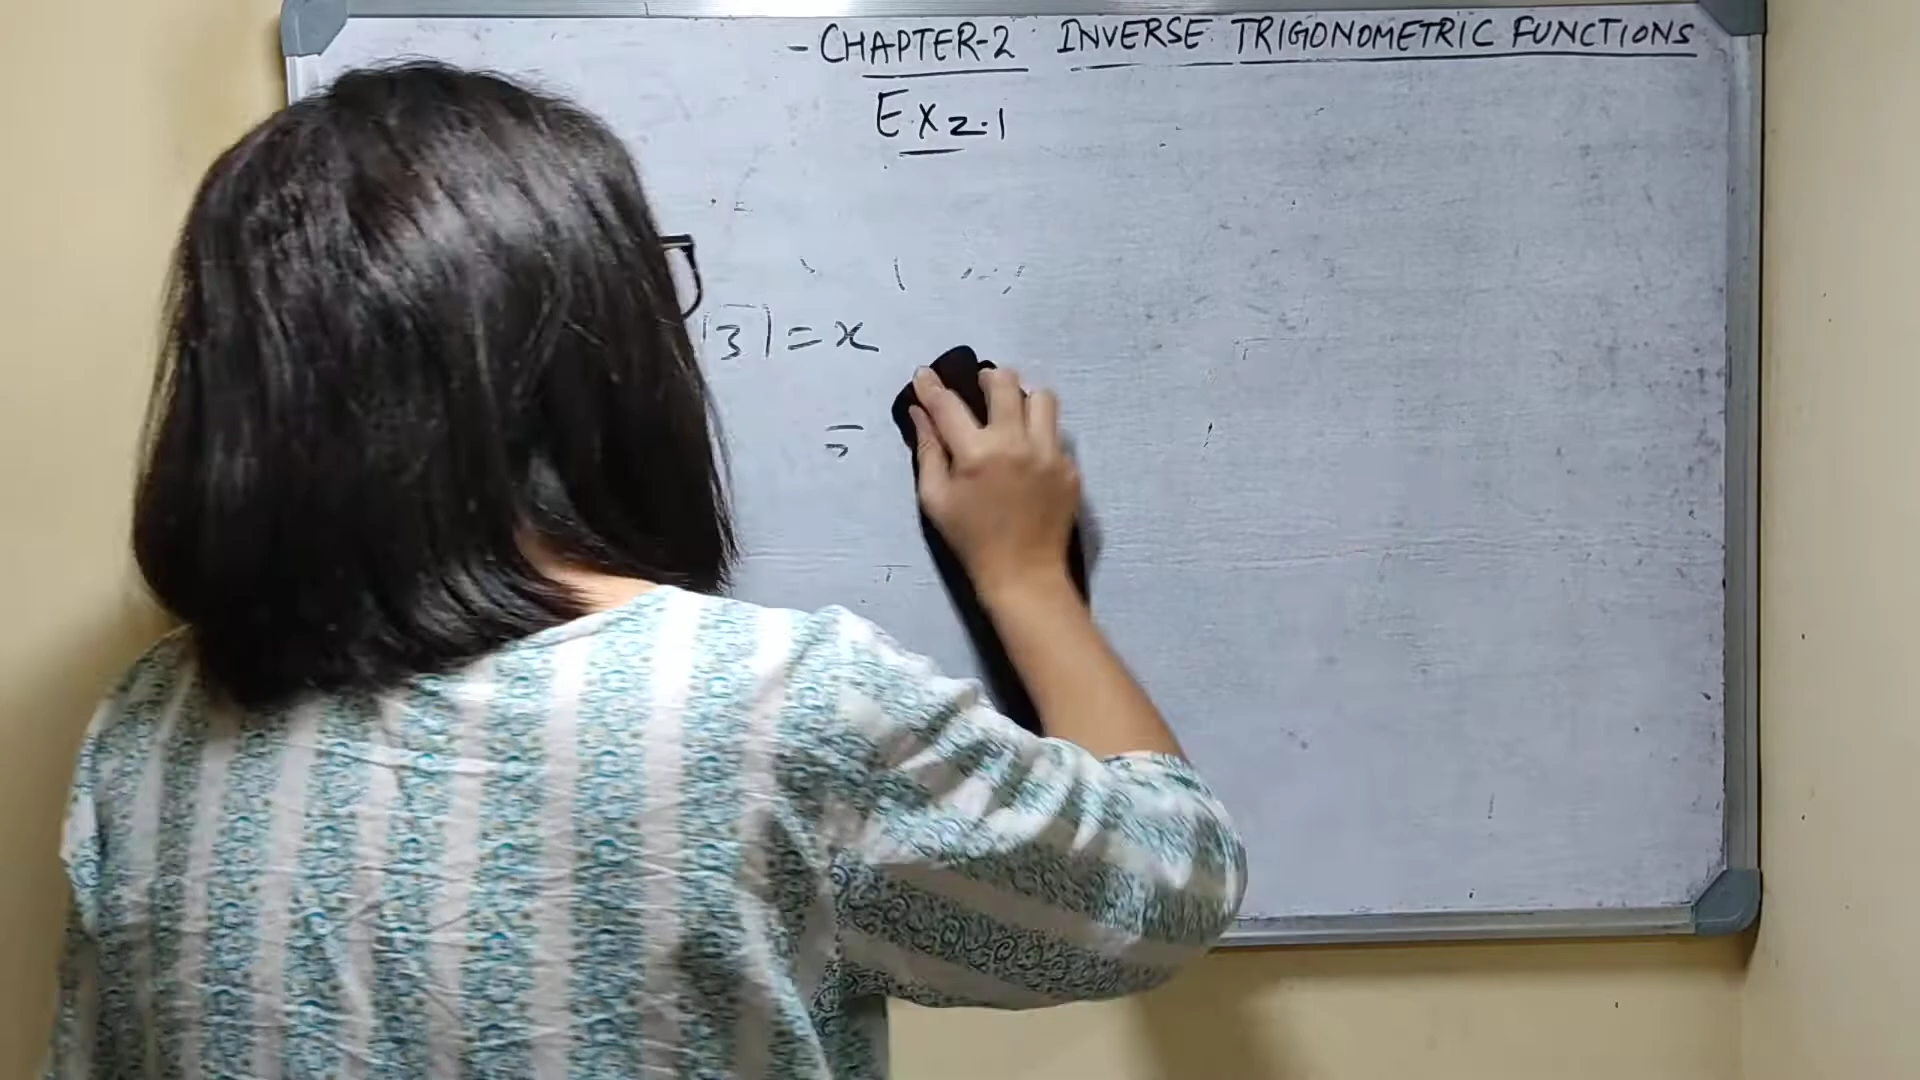 - CHAPTER-2 INVERSE TRIGONOMETRIC FUNCTIONS
Ex 2.1
3 = x
=